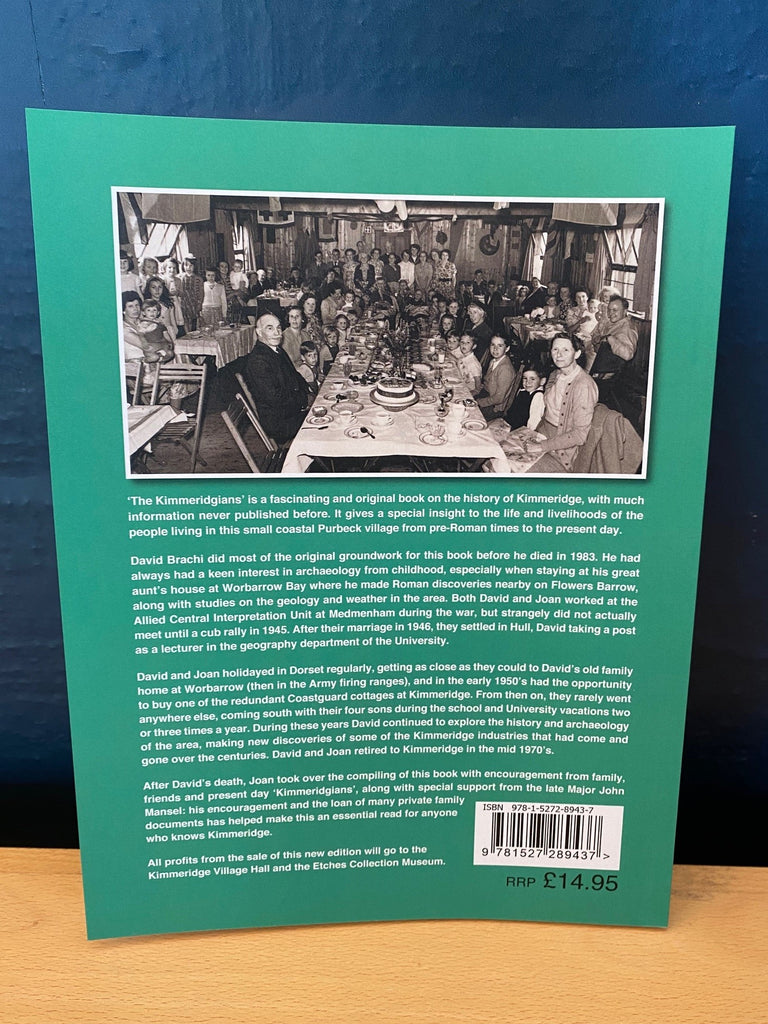 ‘The Kimmeridgians’ is a fascinating and original book on the history of Kimmeridge, with much
information never published before. It gives a special insight to the life and livelihoods of the
people living in this small coastal Purbeck village from pre-Roman times to the present day.
David Brachi did most of the original groundwork for this book before he died in 1983. He had
always had a keen interest in archaeology from childhood, especially when staying at his great
aunt’s house at Worbarrow Bay where he made Roman discoveries nearby on Flowers Barrow,
along with studies on the geology and weather in the area. Both David and Joan worked at the
Allied Central Interpretation Unit at Medmenham during the war, but strangely did not actually
meet until a cub rally in 1945. After their marriage in 1946, they settled in Hull, David taking a post
as a lecturer in the geography department of the University.
David and Joan holidayed in Dorset regularly, getting as close as they could to David’s old family
home at Worbarrow (then in the Army firing ranges), and in the early 1950’s had the opportunity
to buy one of the redundant Coastguard cottages at Kimmeridge. From then on, they rarely went
anywhere else, coming south with their four sons during the school and University vacations two
or three times a year. During these years David continued to explore the history and archaeology
of the area, making new discoveries of some of the Kimmeridge industries that had come and
gone over the centuries. David and Joan retired to Kimmeridge in the mid 1970’s.
After David’s death, Joan took over the compiling of this book with encouragement from family,
friends and present day ‘Kimmeridgians’, along with special support from the late Major John
Mansel: his encouragement and the loan of many private family
documents has helped make this an essential read for anyone
who knows Kimmeridge.
All profits from the sale of this new edition will go to the
Kimmeridge Village Hall and the Etches Collection Museum.
ISBN 978-1-5272-8943-7
9 781527 289437 >
RRP £14.95